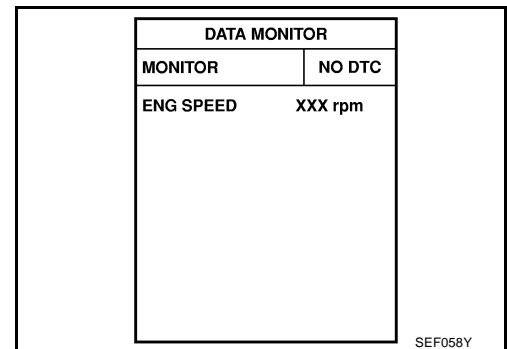 DATA MONITOR
MONITOR NO DTC
ENG SPEED XXX rpm
SEF058Y